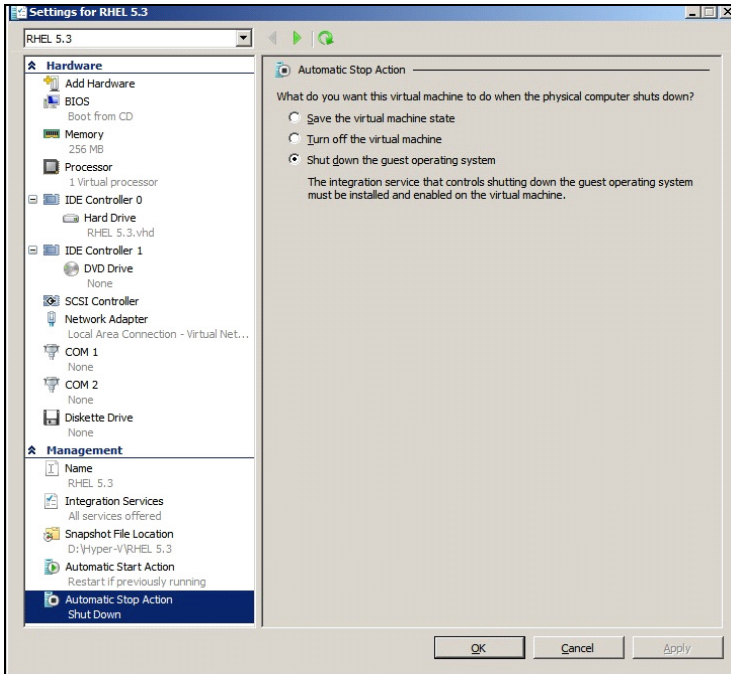 Settings for RHEL 5.3
RHEL 5.3
Hardware
Add Hardware
BIOS
Boot from CD
Memory
256 MB
Processor
1 Virtual processor
IDE Controller 0
Hard Drive
RHEL 5.3.vhd
IDE Controller 1
DVD Drive
None
SCSI Controller
Network Adapter
Local Area Connection - Virtual Net...
COM 1
None
COM 2
None
Diskette Drive
None
Management
Name
RHEL 5.3
Integration Services
All services offered
Snapshot File Location
D:\Hyper-V\RHEL 5.3
Automatic Start Action
Restart if previously running
Automatic Stop Action
Shut Down
Automatic Stop Action
What do you want this virtual machine to do when the physical computer shuts down?
Save the virtual machine state
Turn off the virtual machine
Shut down the guest operating system
The integration service that controls shutting down the guest operating system
must be installed and enabled on the virtual machine.
OK
Cancel
Apply